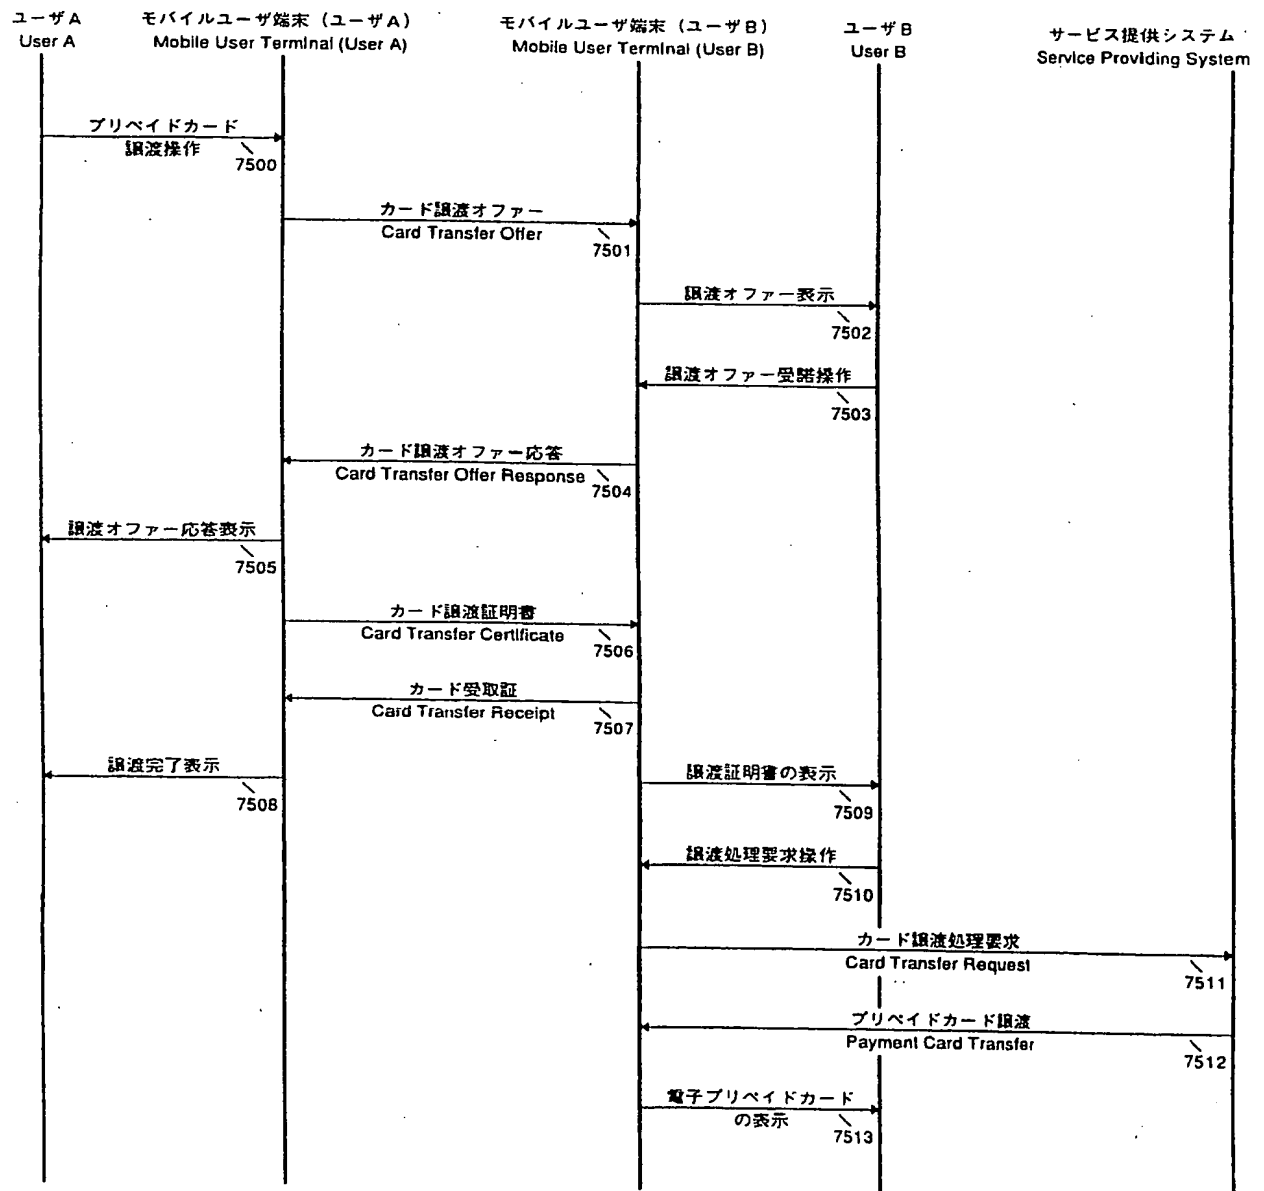 ユーザA
User A
モバイルユーザ端末（ユーザA）
Mobile User Terminal (User A)
モバイルユーザ端末（ユーザB）
Mobile User Terminal (User B)
ユーザB
User B
サービス提供システム
Service Providing System
プリペイドカード
譲渡操作
7500
カード譲渡オファー
Card Transfer Offer
7501
譲渡オファー表示
7502
譲渡オファー受諾操作
7503
カード譲渡オファー応答
Card Transfer Offer Response
7504
譲渡オファー応答表示
7505
カード譲渡証明書
Card Transfer Certificate
7506
カード受取証
Card Transfer Receipt
7507
譲渡完了表示
7508
譲渡証明書の表示
7509
譲渡処理要求操作
7510
カード譲渡処理要求
Card Transfer Request
7511
プリペイドカード譲渡
Payment Card Transfer
7512
電子プリペイドカード
の表示
7513